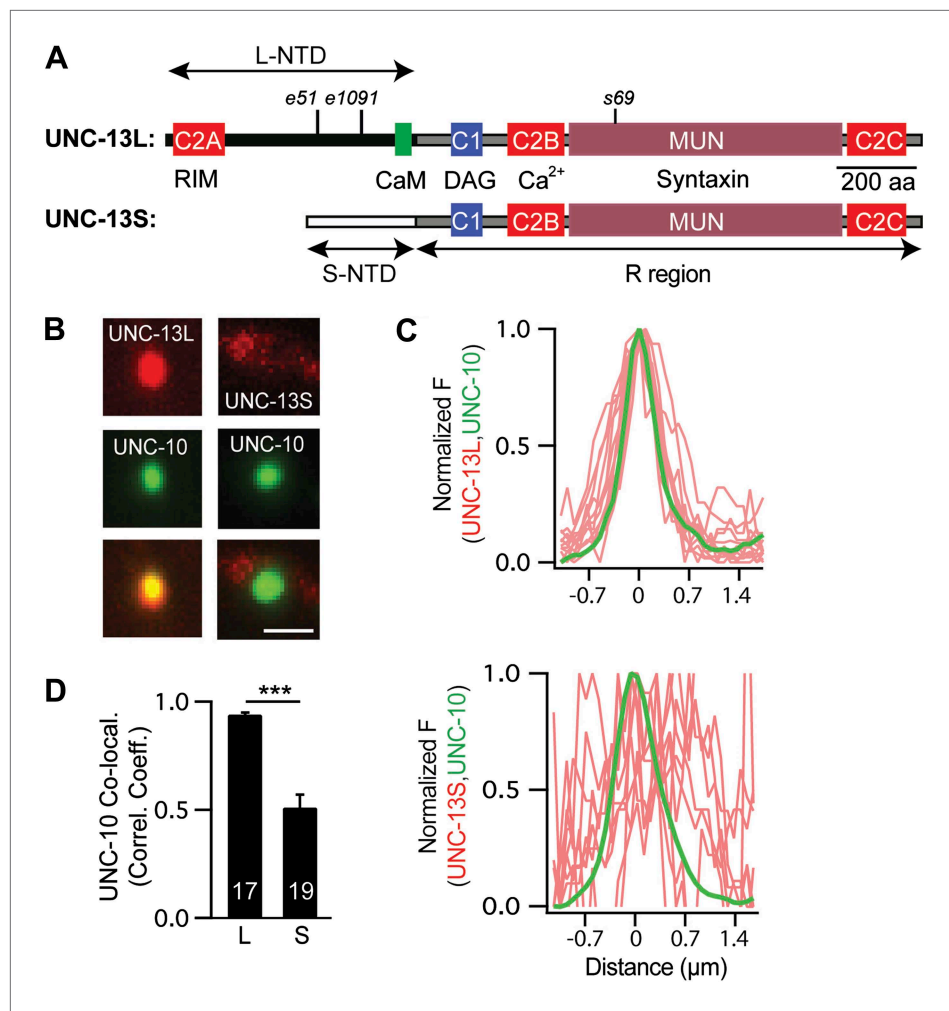 A
L-NTD
e51 e1091
s69
UNC-13L:
C2A
C1
C2B
MUN
C2C
RIM
CaM
DAG
Ca2+
Syntaxin
200 aa
UNC-13S:
C1
C2B
MUN
C2C
S-NTD
R region
B
UNC-13L
UNC-13S
UNC-10
UNC-10
C
Normalized F
(UNC-13L,UNC-10)
1.0
0.5
0.0
-0.7 0 0.7 1.4
D
UNC-10 Co-local.
(Correl. Coeff.)
1.0
0.5
0.0
***
17 19
L S
Normalized F
(UNC-13S,UNC-10)
1.0
0.5
0.0
-0.7 0 0.7 1.4
Distance (µm)